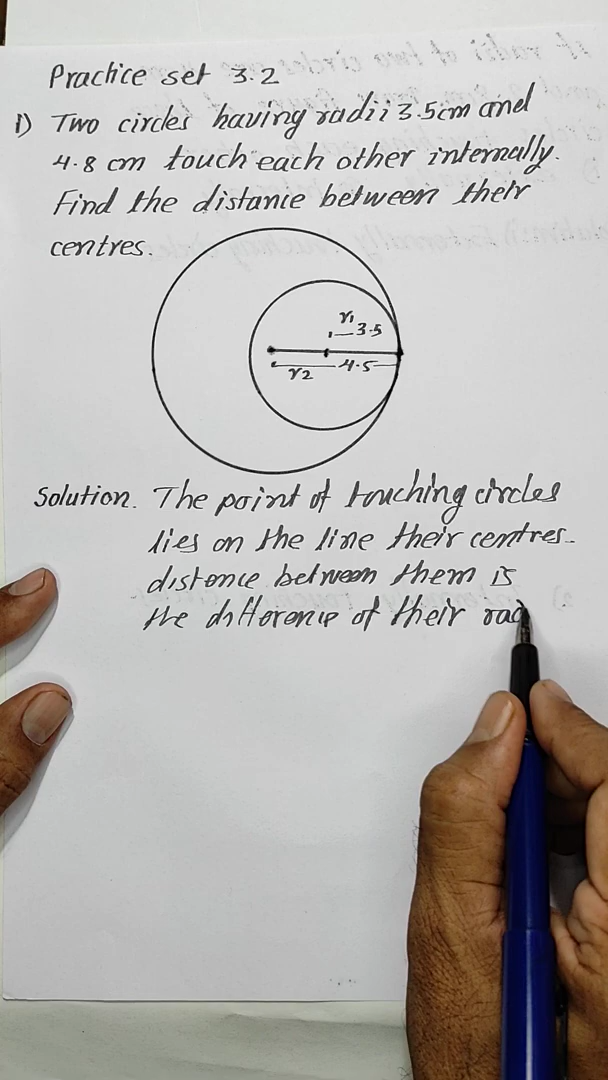 Practice set 3.2
1) Two circles having radii 3.5cm and
4.8 cm touch each other internally.
Find the distance between their
centres.
r1
3.5
r2
4.5
Solution. The point of touching circles
lies on the line their centres.
distance between them is
the difference of their rad